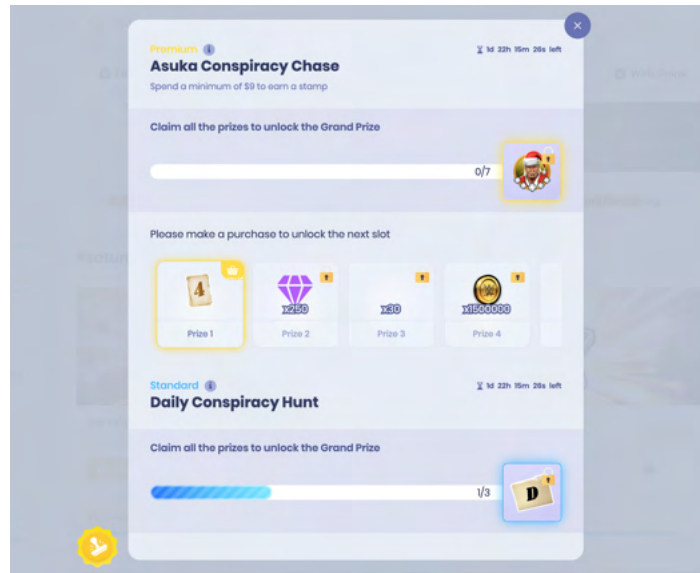 Premium
Asuka Conspiracy Chase
1d 22h 15m 26s left
Spend a minimum of $9 to earn a stamp
Claim all the prizes to unlock the Grand Prize
0/7
Please make a purchase to unlock the next slot
4
x250
x30
x1500000
Prize 1
Prize 2
Prize 3
Prize 4
Standard
1d 22h 15m 26s left
Daily Conspiracy Hunt
Claim all the prizes to unlock the Grand Prize
1/3
D